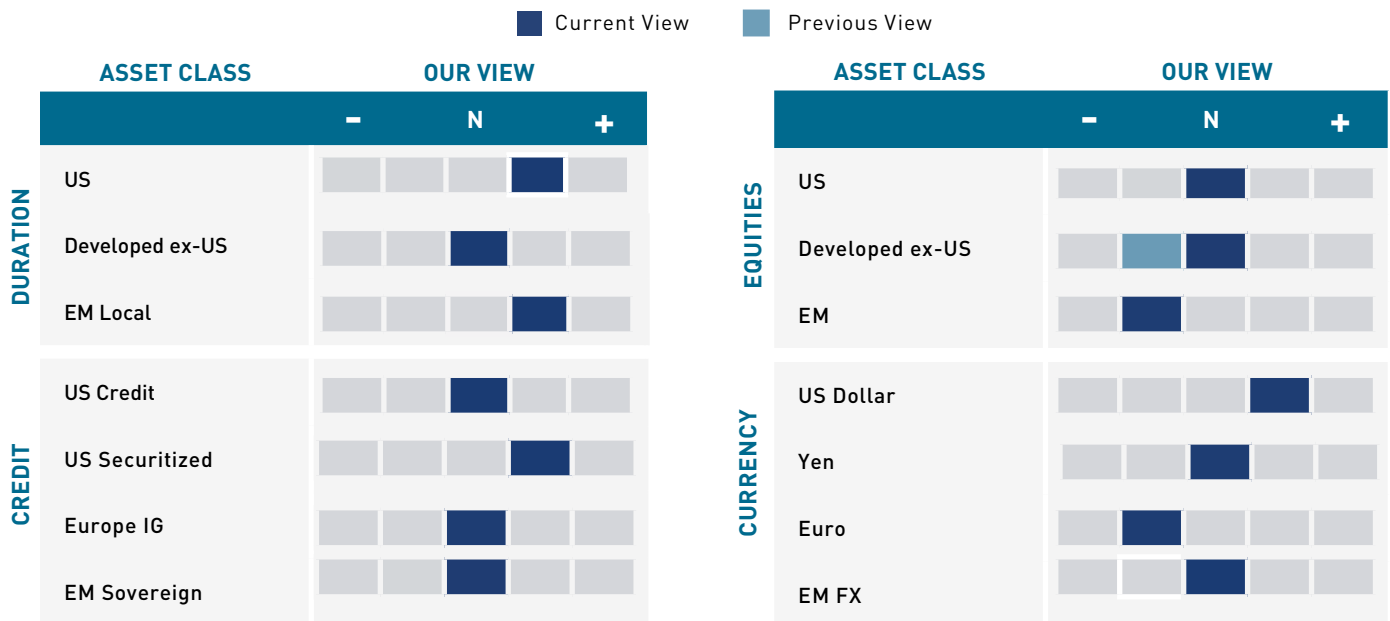 Current View
Previous View
ASSET CLASS
OUR VIEW
- N +
DURATION
US
Developed ex-US
EM Local
CREDIT
US Credit
US Securitized
Europe IG
EM Sovereign
ASSET CLASS
OUR VIEW
- N +
EQUITIES
US
Developed ex-US
EM
CURRENCY
US Dollar
Yen
Euro
EM FX